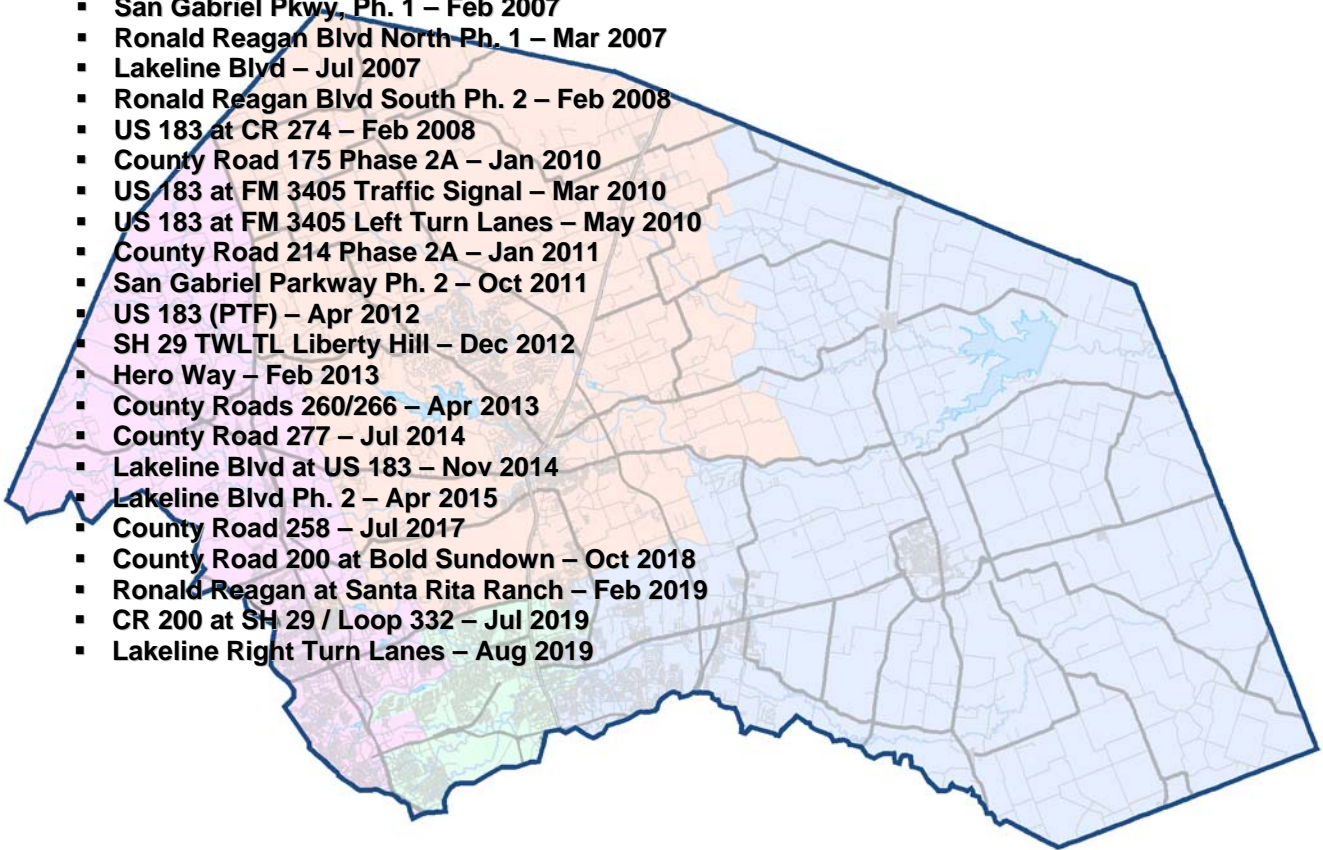 ▪ San Gabriel Pkwy, Ph. 1 – Feb 2007
▪ Ronald Reagan Blvd North Ph. 1 – Mar 2007
▪ Lakeline Blvd – Jul 2007
▪ Ronald Reagan Blvd South Ph. 2 – Feb 2008
▪ US 183 at CR 274 – Feb 2008
▪ County Road 175 Phase 2A – Jan 2010
▪ US 183 at FM 3405 Traffic Signal – Mar 2010
▪ US 183 at FM 3405 Left Turn Lanes – May 2010
▪ County Road 214 Phase 2A – Jan 2011
▪ San Gabriel Parkway Ph. 2 – Oct 2011
▪ US 183 (PTF) – Apr 2012
▪ SH 29 TWLTL Liberty Hill – Dec 2012
▪ Hero Way – Feb 2013
▪ County Roads 260/266 – Apr 2013
▪ County Road 277 – Jul 2014
▪ Lakeline Blvd at US 183 – Nov 2014
▪ Lakeline Blvd Ph. 2 – Apr 2015
▪ County Road 258 – Jul 2017
▪ County Road 200 at Bold Sundown – Oct 2018
▪ Ronald Reagan at Santa Rita Ranch – Feb 2019
▪ CR 200 at SH 29 / Loop 332 – Jul 2019
▪ Lakeline Right Turn Lanes – Aug 2019